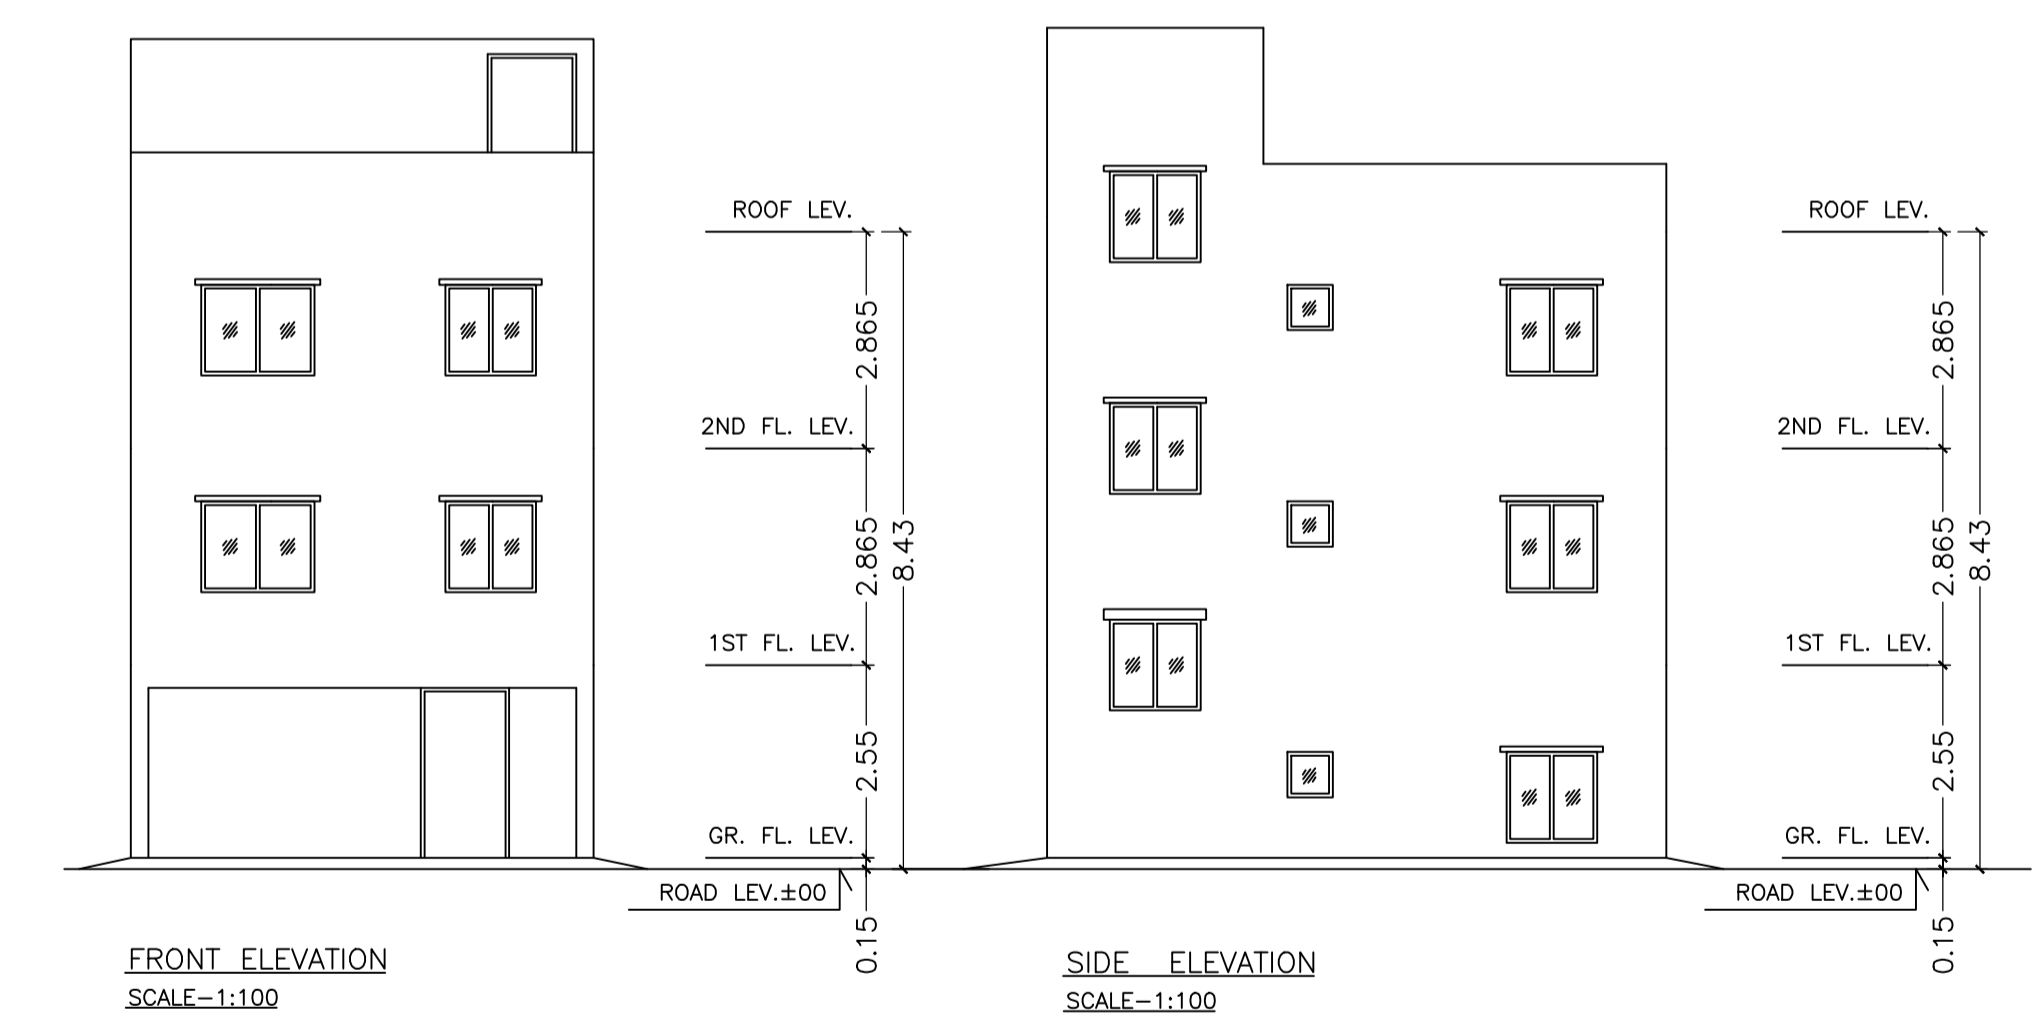 ROOF LEV.
2.865
2ND FL. LEV.
2.865
8.43
1ST FL. LEV.
2.55
GR. FL. LEV.
ROAD LEV.±00
0.15
FRONT ELEVATION
SCALE-1:100
ROOF LEV.
2.865
2ND FL. LEV.
2.865
8.43
1ST FL. LEV.
2.55
GR. FL. LEV.
ROAD LEV.±00
0.15
SIDE ELEVATION
SCALE-1:100